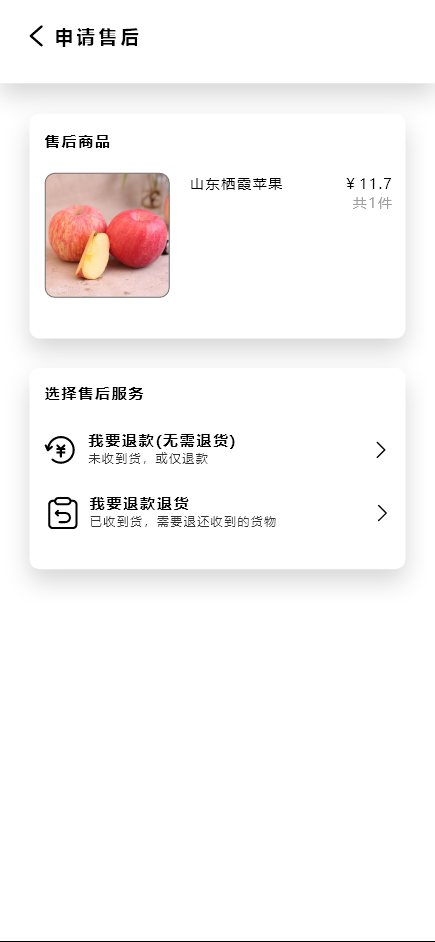 申请售后
售后商品
山东栖霞苹果
¥ 11.7
共1件
选择售后服务
我要退款(无需退货)
未收到货，或仅退款
我要退款退货
已收到货，需要退还收到的货物